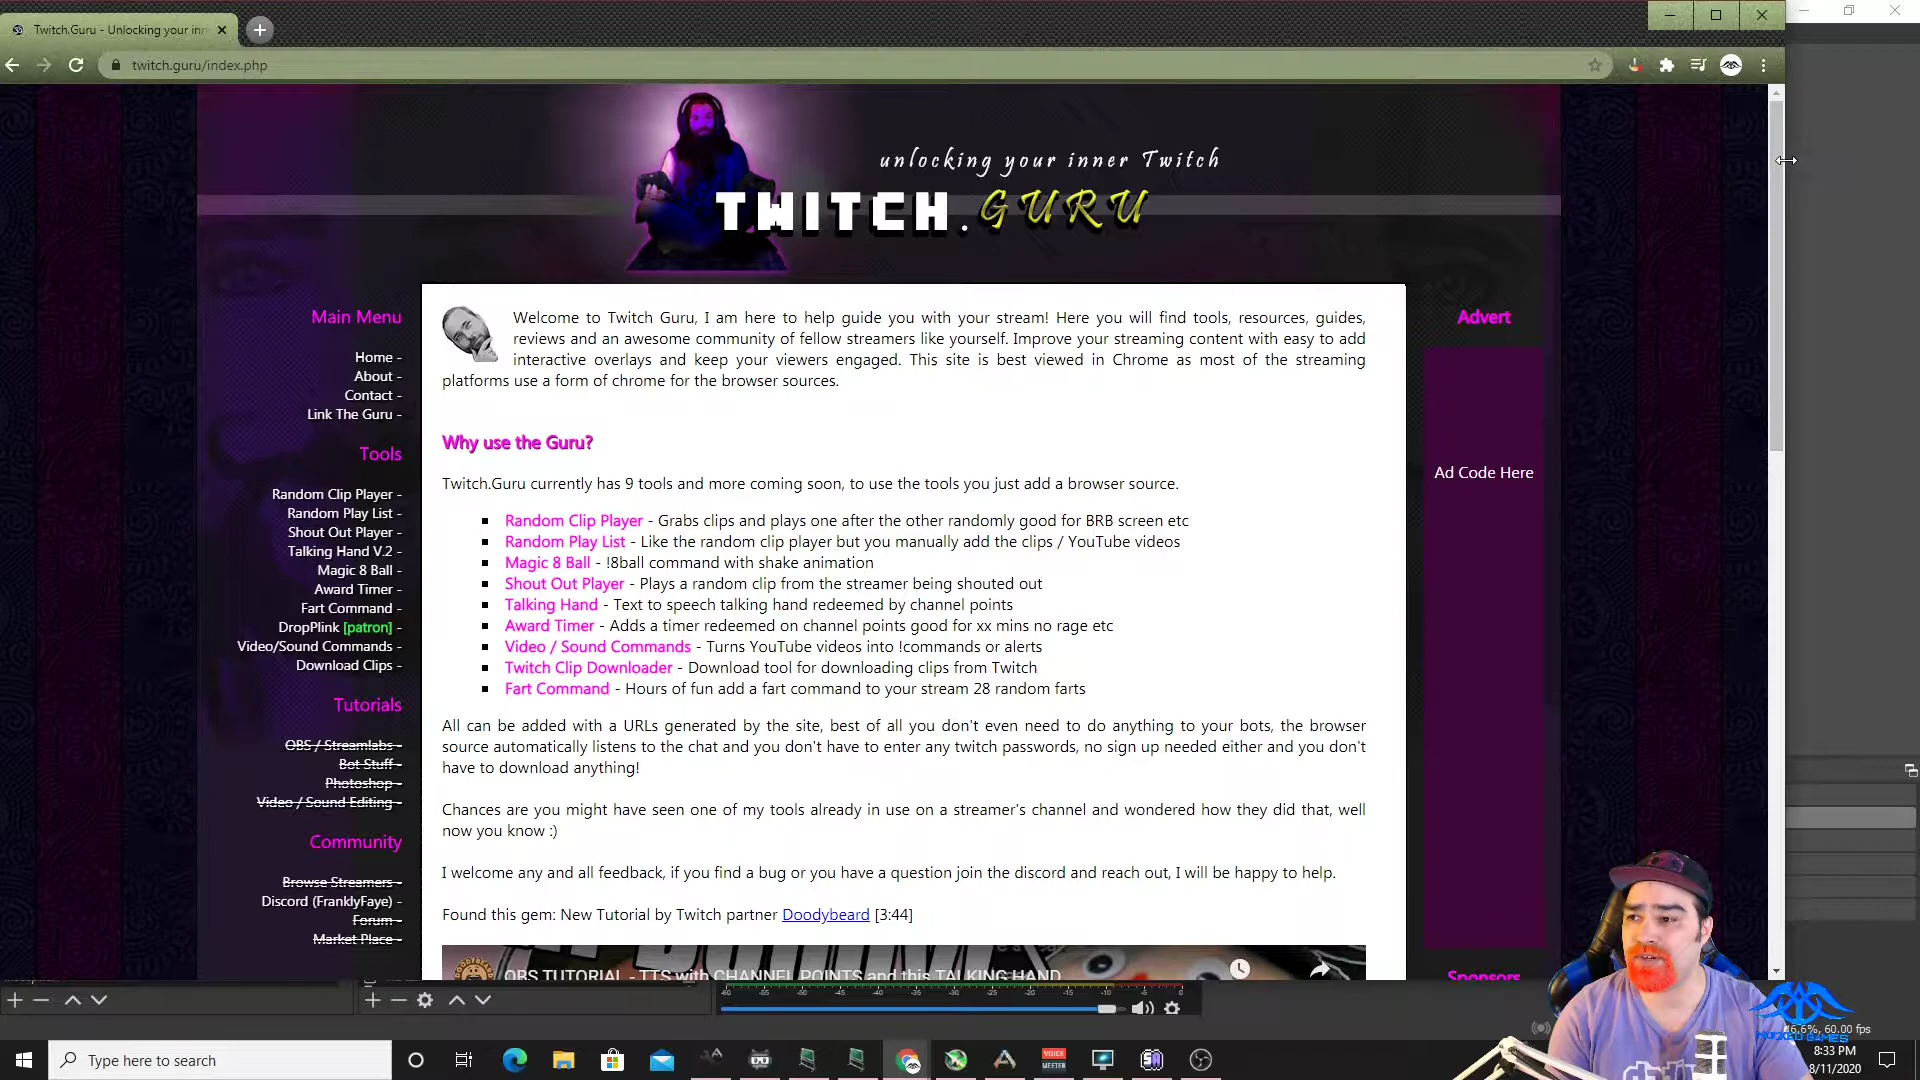 Twitch.Guru - Unlocking your inn
twitch.guru/index.php
unlocking your inner Twitch
TWITCH.GURU
Main Menu
Home -
About -
Contact -
Link The Guru -
Tools
Random Clip Player -
Random Play List -
Shout Out Player -
Talking Hand V.2 -
Magic 8 Ball -
Award Timer -
Fart Command -
DropPlink [patron] -
Video/Sound Commands -
Download Clips -
Tutorials
OBS / Streamlabs -
Bot Stuff -
Photoshop -
Video / Sound Editing -
Community
Browse Streamers -
Discord (FranklyFaye) -
Forum -
Market Place -
Welcome to Twitch Guru, I am here to help guide you with your stream! Here you will find tools, resources, guides,
reviews and an awesome community of fellow streamers like yourself. Improve your streaming content with easy to add
interactive overlays and keep your viewers engaged. This site is best viewed in Chrome as most of the streaming
platforms use a form of chrome for the browser sources.
Why use the Guru?
Twitch.Guru currently has 9 tools and more coming soon, to use the tools you just add a browser source.
Random Clip Player - Grabs clips and plays one after the other randomly good for BRB screen etc
Random Play List - Like the random clip player but you manually add the clips / YouTube videos
Magic 8 Ball - !8ball command with shake animation
Shout Out Player - Plays a random clip from the streamer being shouted out
Talking Hand - Text to speech talking hand redeemed by channel points
Award Timer - Adds a timer redeemed on channel points good for xx mins no rage etc
Video / Sound Commands - Turns YouTube videos into !commands or alerts
Twitch Clip Downloader - Download tool for downloading clips from Twitch
Fart Command - Hours of fun add a fart command to your stream 28 random farts
All can be added with a URLs generated by the site, best of all you don't even need to do anything to your bots, the browser
source automatically listens to the chat and you don't have to enter any twitch passwords, no sign up needed either and you don't
have to download anything!
Chances are you might have seen one of my tools already in use on a streamer's channel and wondered how they did that, well
now you know :)
I welcome any and all feedback, if you find a bug or you have a question join the discord and reach out, I will be happy to help.
Found this gem: New Tutorial by Twitch partner Doodybeard [3:44]
OBS TUTORIAL - TTS with CHANNEL POINTS and this TALKING HAND
Advert
Ad Code Here
Sponsors
-60 -55 -50 -45 -40 -35 -30 -25 -20 -15 -10 -5 0
6.6%, 60.00 fps
Type here to search
VOICE
MEETER
8:33 PM
8/11/2020